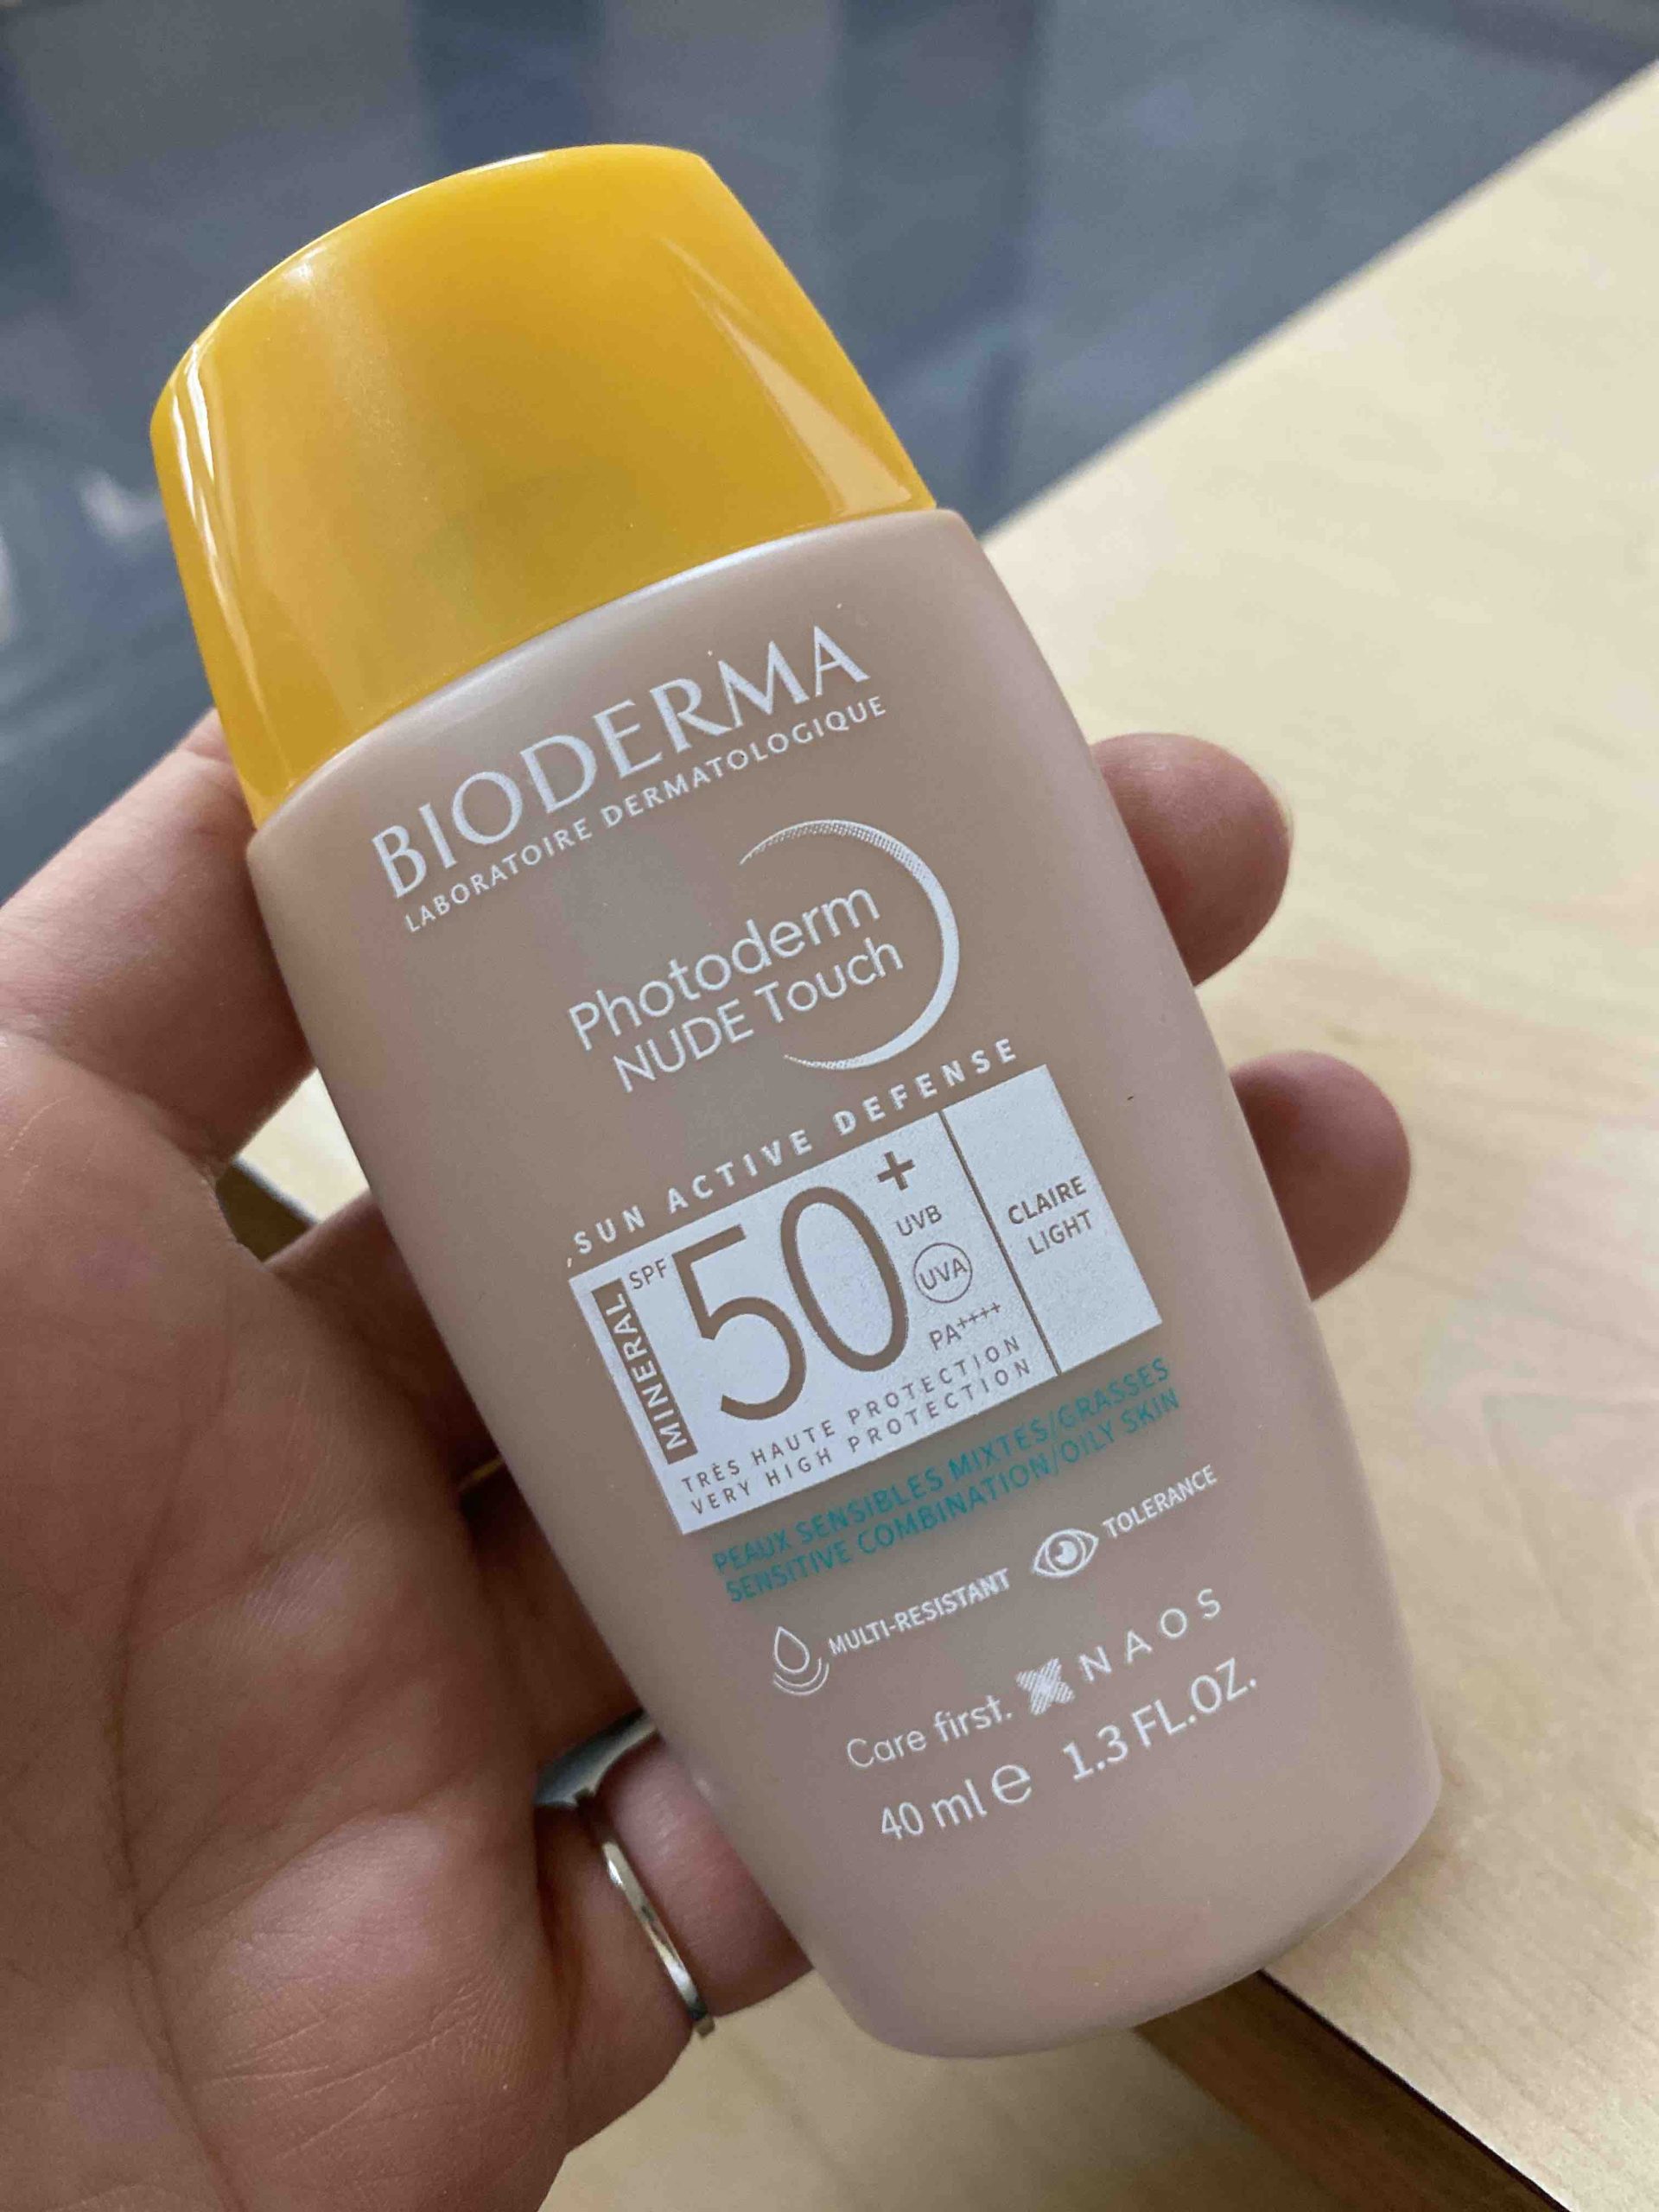 BIODERMA
LABORATOIRE DERMATOLOGIQUE
Photoderm
NUDE Touch
SUN ACTIVE DEFENSE
MINERAL
SPF 50+
UVB
UVA
PA++++
TRÈS HAUTE PROTECTION
VERY HIGH PROTECTION
CLAIRE
LIGHT
PEAUX SENSIBLES MIXTES/GRASSES
SENSITIVE COMBINATION/OILY SKIN
MULTI-RESISTANT TOLERANCE
Care first. NAOS
40 ml e 1.3 FL.OZ.